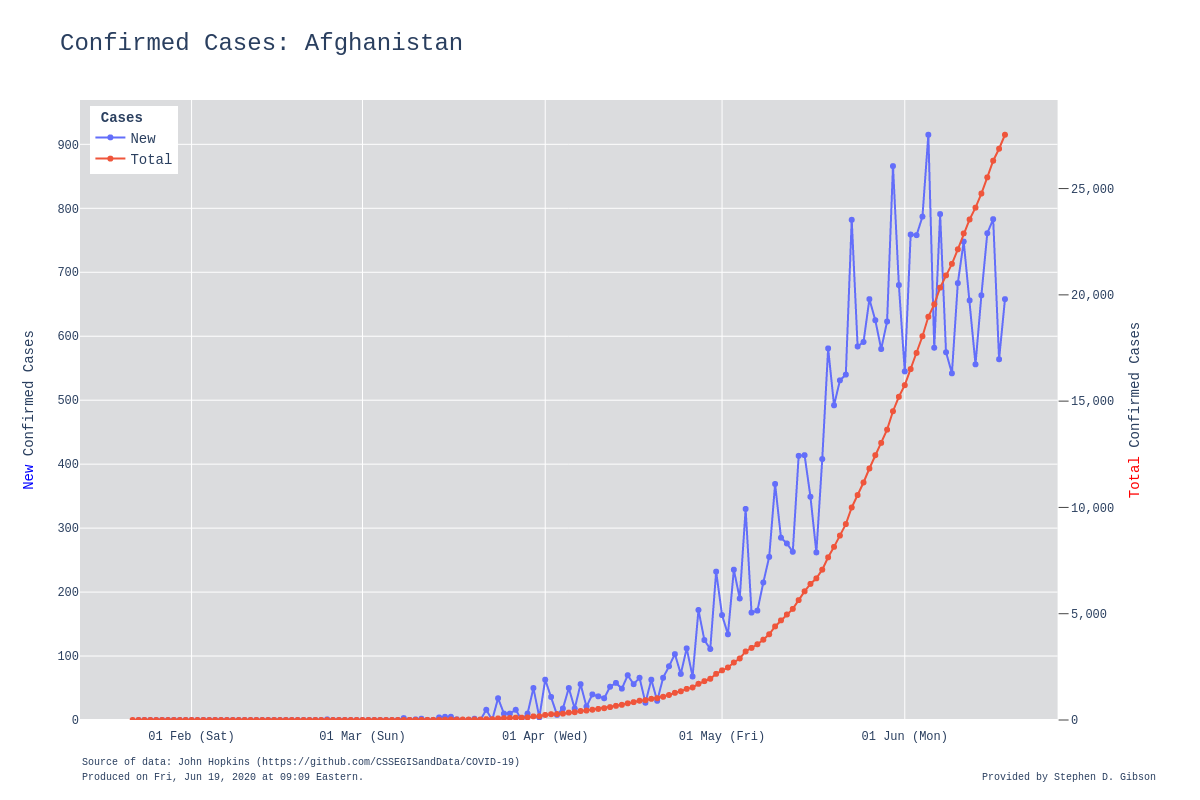 Confirmed Cases: Afghanistan
Cases
New
Total
900
800
700
600
500
400
300
200
100
0
25,000
20,000
15,000
10,000
5,000
0
New Confirmed Cases
Total Confirmed Cases
01 Feb (Sat)
01 Mar (Sun)
01 Apr (Wed)
01 May (Fri)
01 Jun (Mon)
Source of data: John Hopkins (https://github.com/CSSEGISandData/COVID-19)
Produced on Fri, Jun 19, 2020 at 09:09 Eastern.
Provided by Stephen D. Gibson